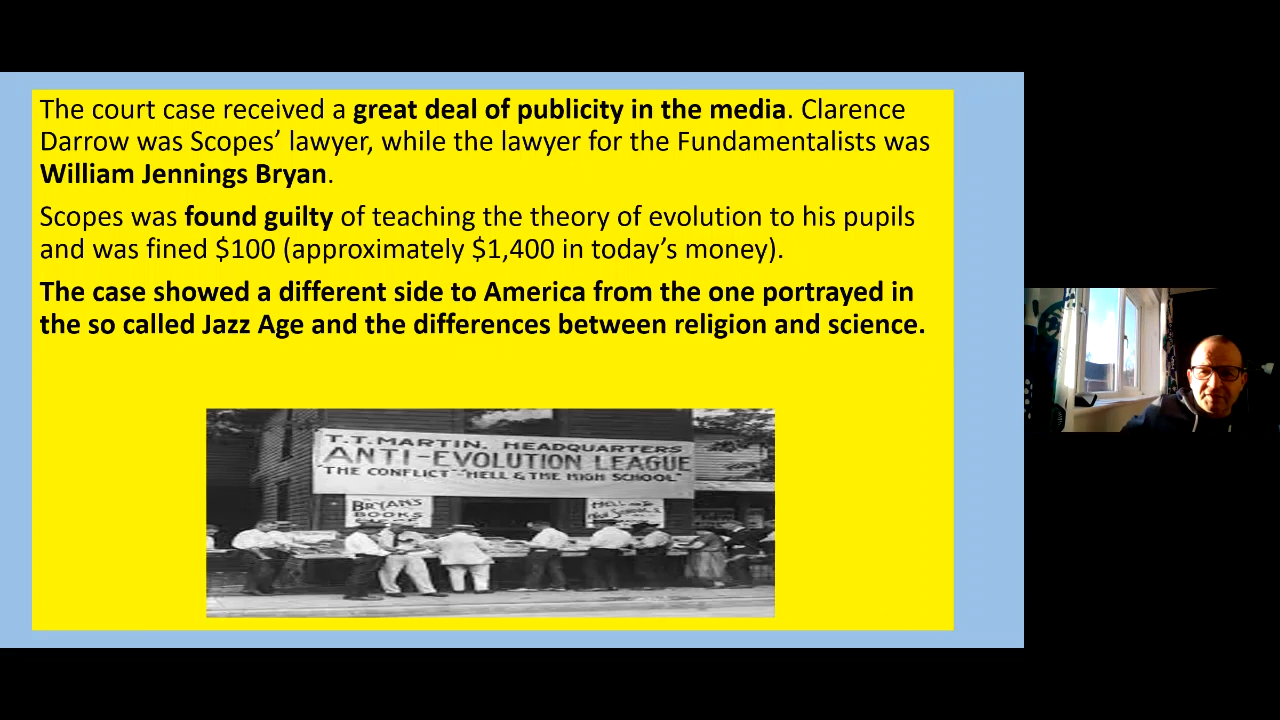 The court case received a great deal of publicity in the media. Clarence
Darrow was Scopes’ lawyer, while the lawyer for the Fundamentalists was
William Jennings Bryan.
Scopes was found guilty of teaching the theory of evolution to his pupils
and was fined $100 (approximately $1,400 in today’s money).
The case showed a different side to America from the one portrayed in
the so called Jazz Age and the differences between religion and science.
T.T. MARTIN. HEADQUARTERS
ANTI-EVOLUTION LEAGUE
"THE CONFLICT"-"HELL & THE HIGH SCHOOL"
BRYAN'S
BOOKS